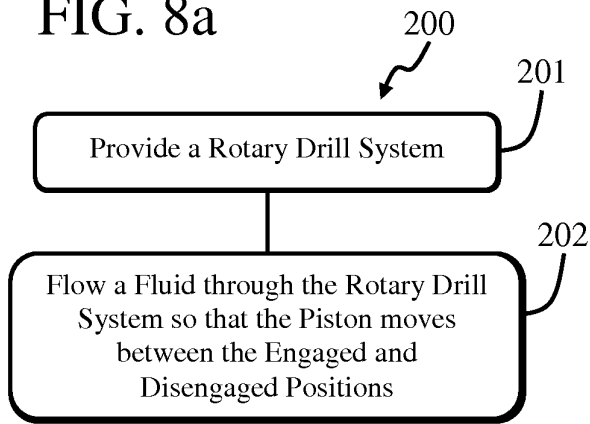 FIG. 8a
200
201
Provide a Rotary Drill System
202
Flow a Fluid through the Rotary Drill
System so that the Piston moves
between the Engaged and
Disengaged Positions